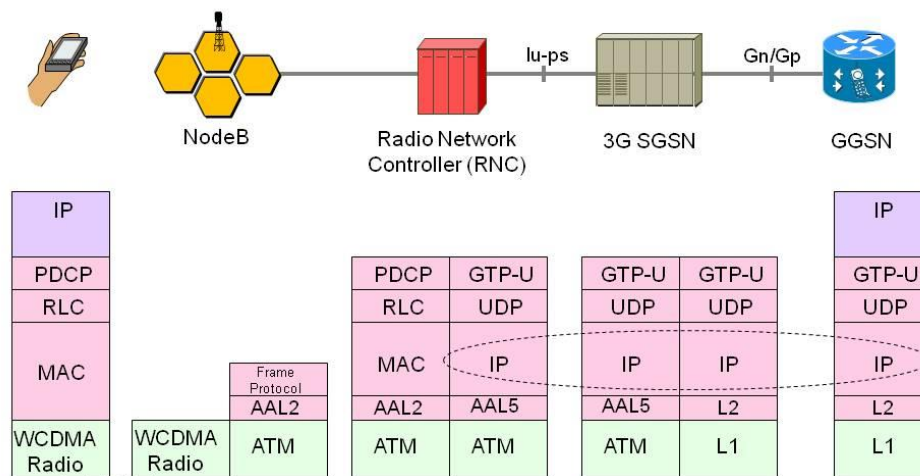 Iu-ps
Gn/Gp
NodeB
Radio Network
Controller (RNC)
3G SGSN
GGSN
IP
IP
PDCP
PDCP
GTP-U
GTP-U
GTP-U
GTP-U
RLC
RLC
UDP
UDP
UDP
UDP
MAC
Frame
Protocol
MAC
IP
IP
IP
IP
AAL2
AAL2
AAL5
AAL5
L2
L2
WCDMA
Radio
WCDMA
Radio
ATM
ATM
ATM
ATM
L1
L1